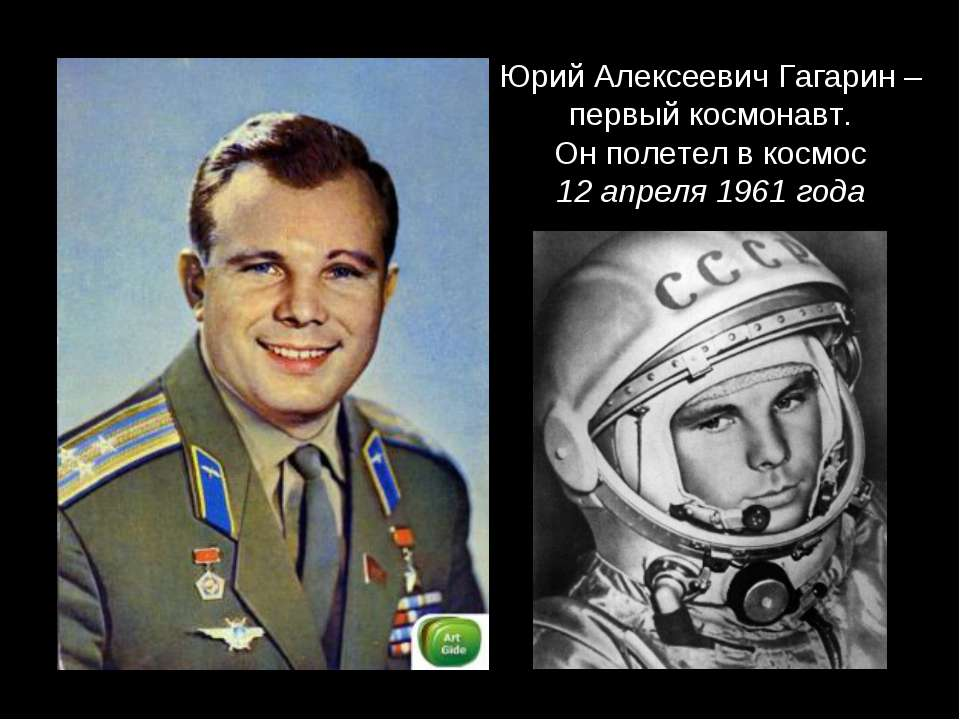 Юрий Алексеевич Гагарин –
первый космонавт.
Он полетел в космос
12 апреля 1961 года
СССР
Art
Gide